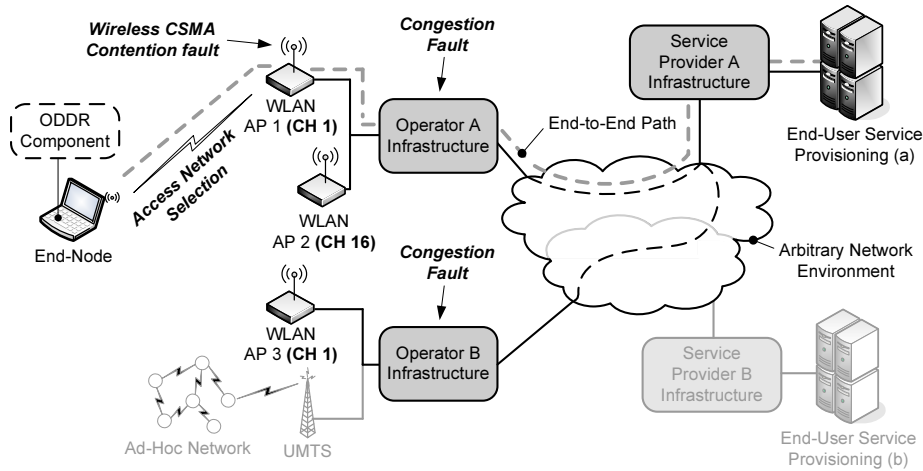 Wireless CSMA
Contention fault
Congestion
Fault
Service
Provider A
Infrastructure
ODDR
Component
WLAN
AP 1 (CH 1)
Operator A
Infrastructure
End-to-End Path
End-User Service
Provisioning (a)
Access Network
Selection
End-Node
WLAN
AP 2 (CH 16)
Congestion
Fault
Arbitrary Network
Environment
WLAN
AP 3 (CH 1)
Operator B
Infrastructure
Service
Provider B
Infrastructure
Ad-Hoc Network
UMTS
End-User Service
Provisioning (b)